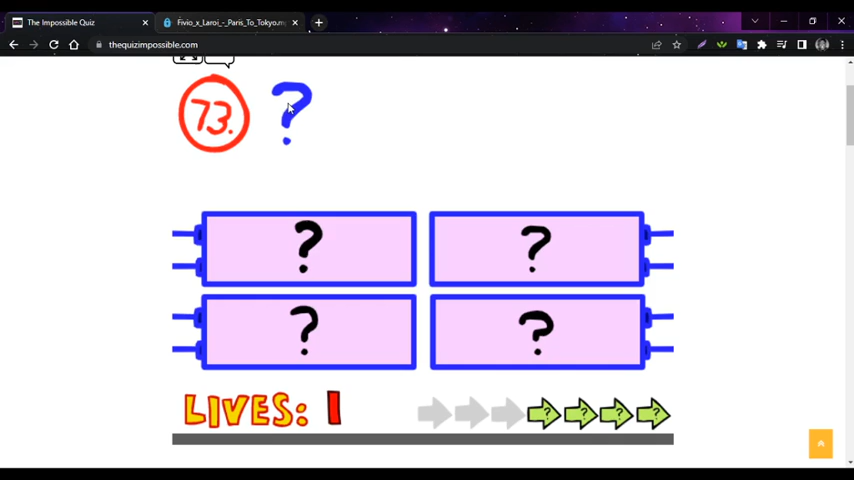 The Impossible Quiz
Fivio_x_Laroi_-_Paris_To_Tokyo.m
thequizimpossible.com
73. ?
? ?
? ?
LIVES: 1
? ? ? ?